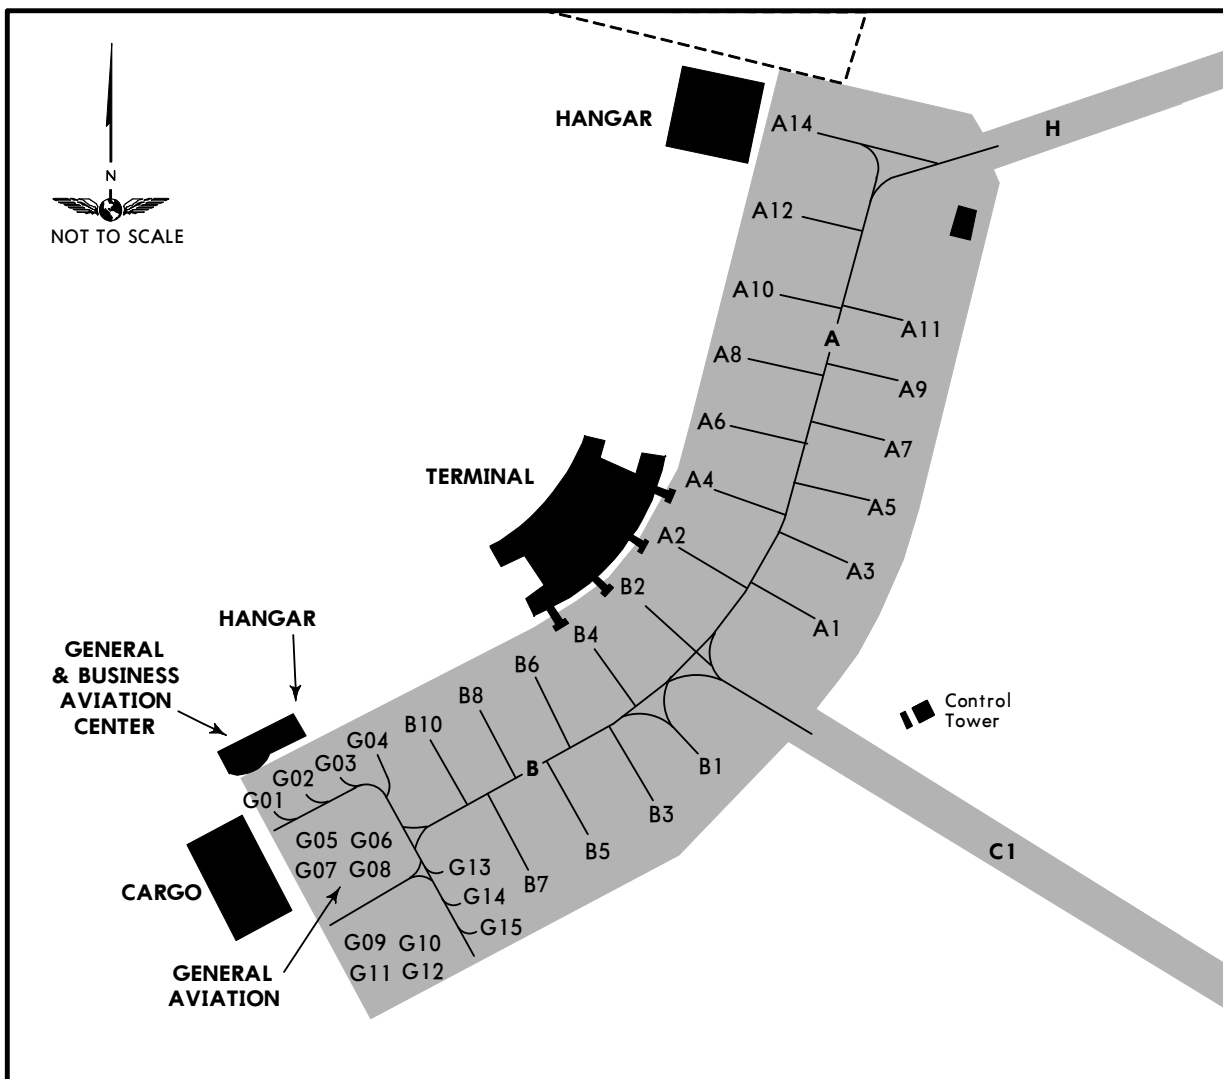 HANGAR
A14
H
N
NOT TO SCALE
A12
A10
A11
A
A8
A9
A6
A7
TERMINAL
A4
A5
A2
A3
B2
HANGAR
A1
B4
GENERAL
& BUSINESS
AVIATION
CENTER
B6
B8
Control
Tower
B10
G04
G03
B
B1
G02
G01
B3
G05 G06
B5
C1
G07 G08
G13
B7
CARGO
G14
G15
G09 G10
G11 G12
GENERAL
AVIATION